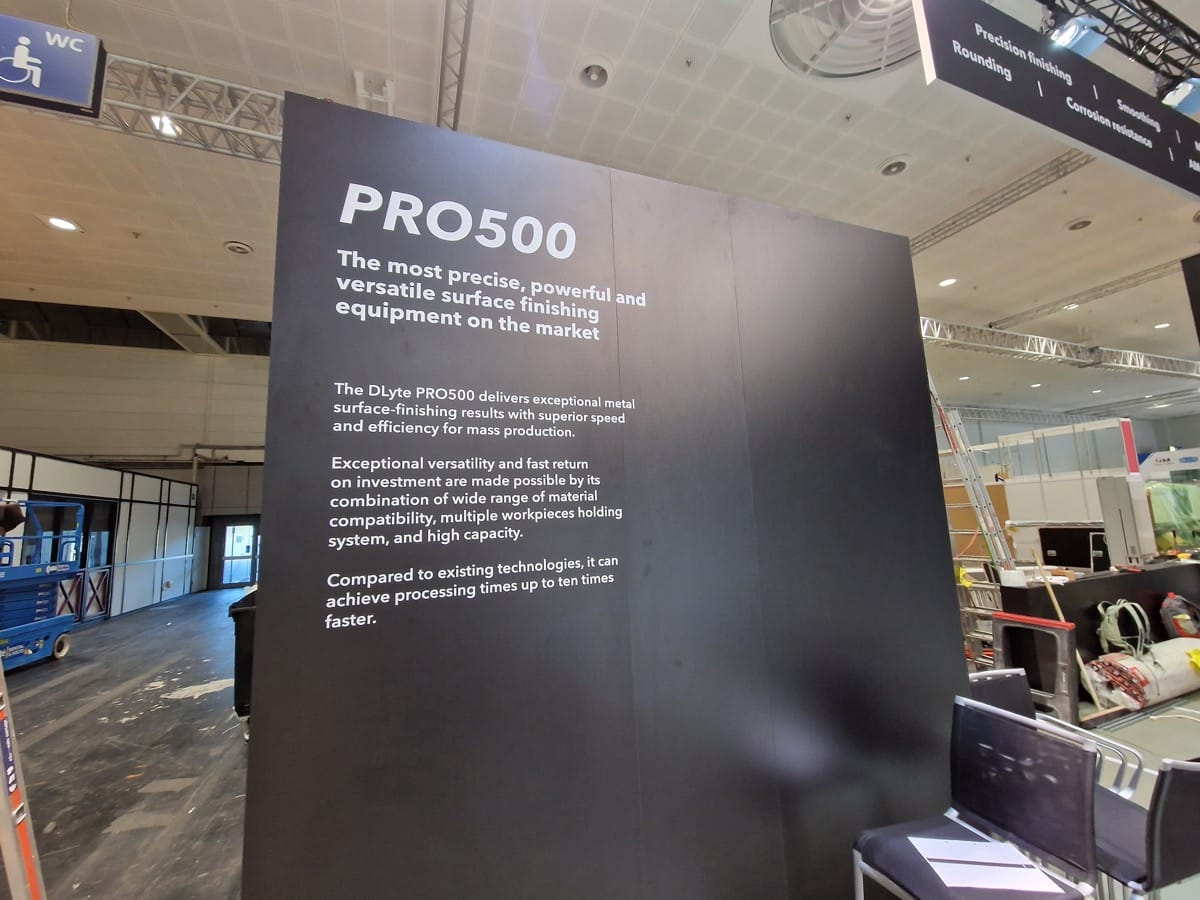 WC
Precision finishing |
Smoothing |
Rounding |
Corrosion resistance |
PRO500
The most precise, powerful and
versatile surface finishing
equipment on the market
The DLyte PRO500 delivers exceptional metal
surface-finishing results with superior speed
and efficiency for mass production.
Exceptional versatility and fast return
on investment are made possible by its
combination of wide range of material
compatibility, multiple workpieces holding
system, and high capacity.
Compared to existing technologies, it can
achieve processing times up to ten times
faster.